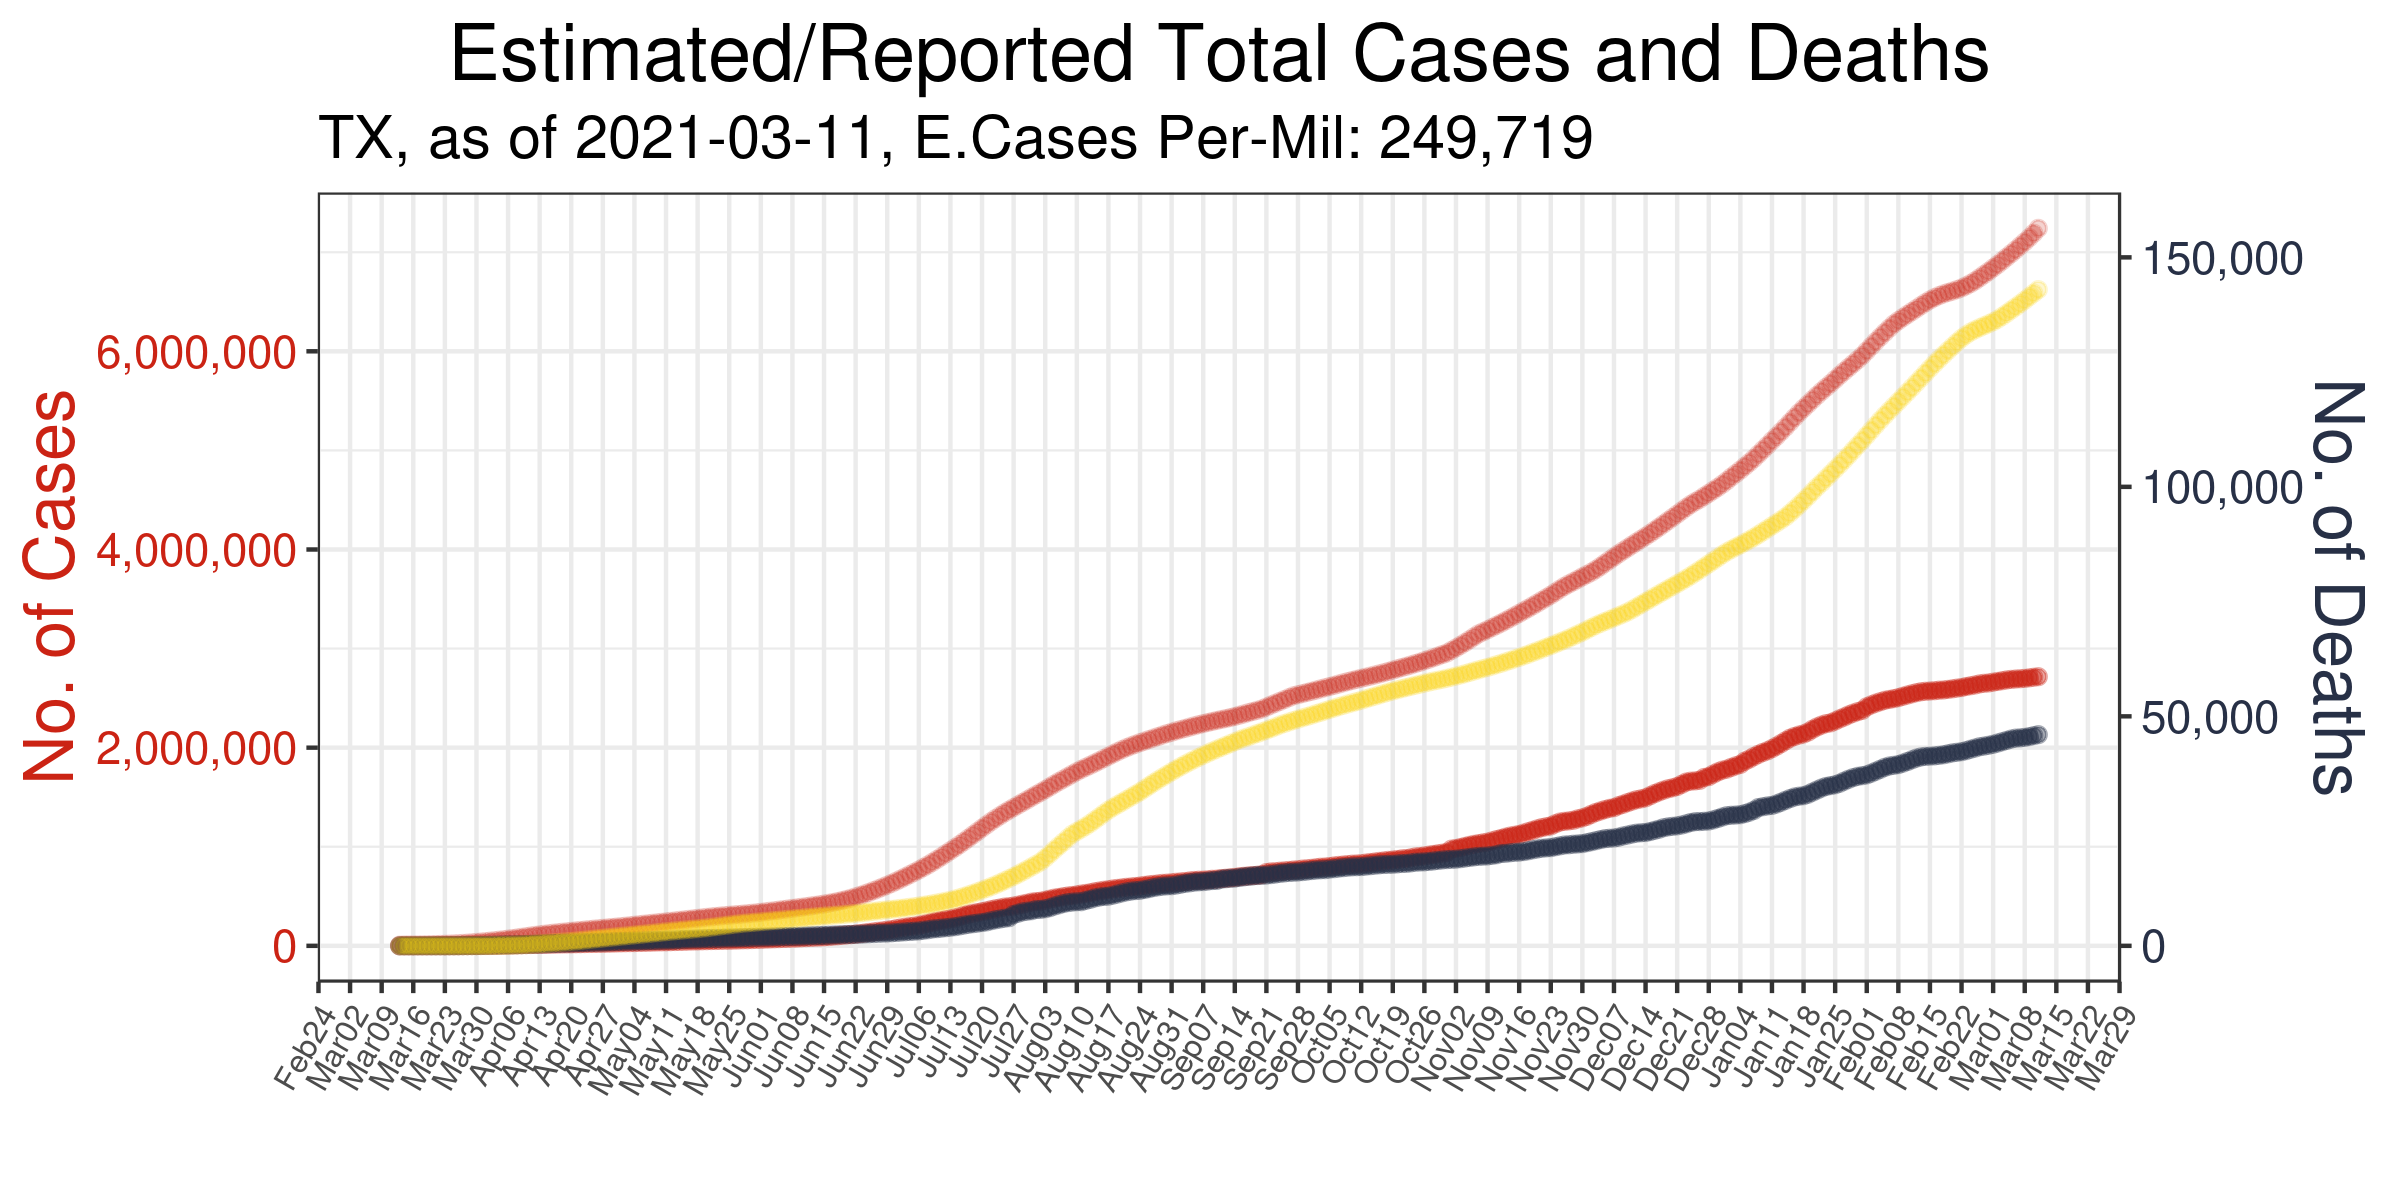 Estimated/Reported Total Cases and Deaths
TX, as of 2021-03-11, E.Cases Per-Mil: 249,719
No. of Cases
6,000,000
4,000,000
2,000,000
0
150,000
100,000
50,000
0
No. of Deaths
Feb24
Mar02
Mar09
Mar16
Mar23
Mar30
Apr06
Apr13
Apr20
Apr27
May04
May11
May18
May25
Jun01
Jun08
Jun15
Jun22
Jun29
Jul06
Jul13
Jul20
Jul27
Aug03
Aug10
Aug17
Aug24
Aug31
Sep07
Sep14
Sep21
Sep28
Oct05
Oct12
Oct19
Oct26
Nov02
Nov09
Nov16
Nov23
Nov30
Dec07
Dec14
Dec21
Dec28
Jan04
Jan11
Jan18
Jan25
Feb01
Feb08
Feb15
Feb22
Mar01
Mar08
Mar15
Mar22
Mar29